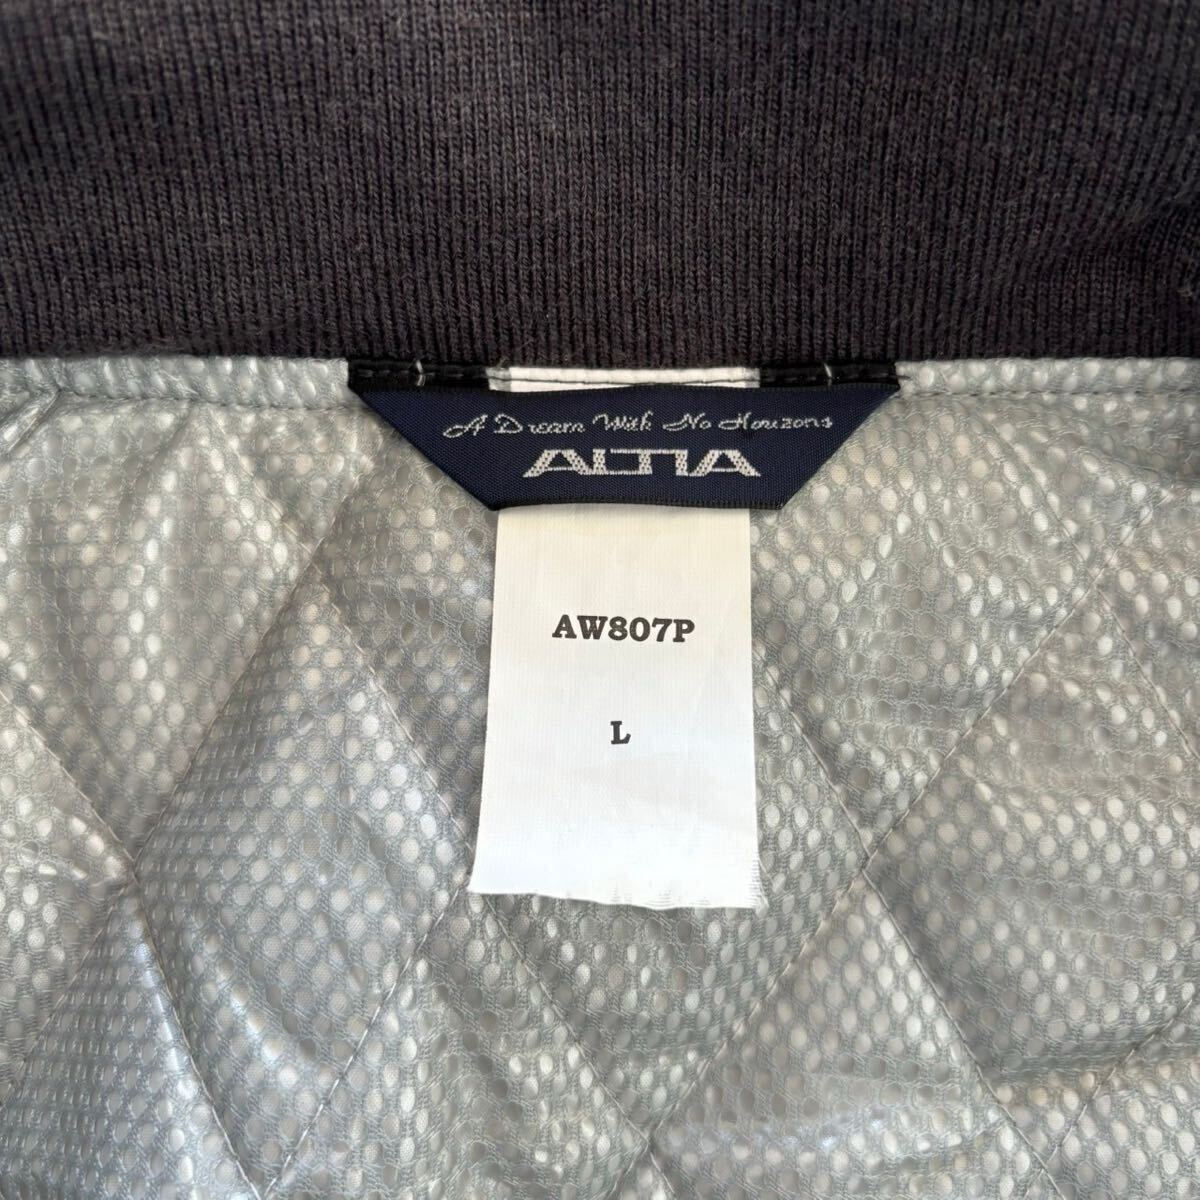 A Dream With No Horizons
ALTIA
AW807P
L